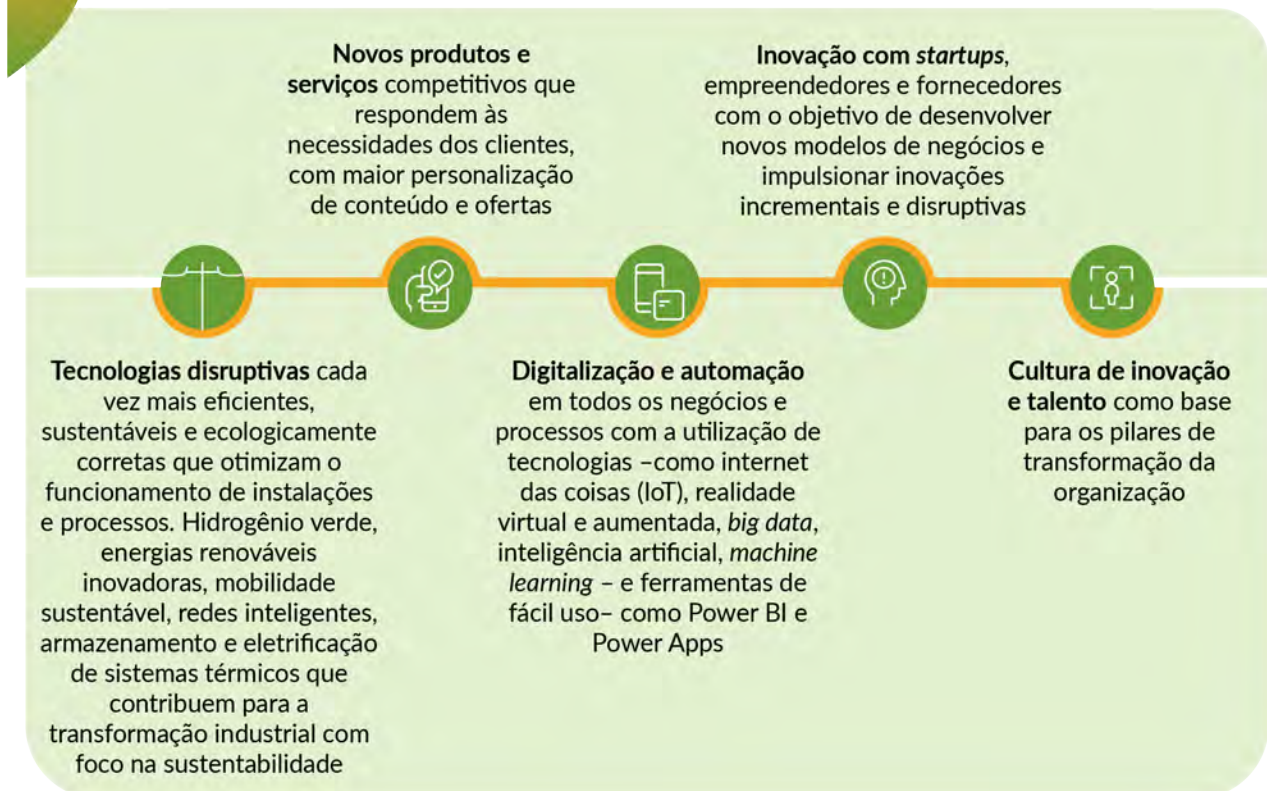 Novos produtos e
serviços competitivos que
respondem às
necessidades dos clientes,
com maior personalização
de conteúdo e ofertas
Inovação com startups,
empreendedores e fornecedores
com o objetivo de desenvolver
novos modelos de negócios e
impulsionar inovações
incrementais e disruptivas
Tecnologias disruptivas cada
vez mais eficientes,
sustentáveis e ecologicamente
corretas que otimizam o
funcionamento de instalações
e processos. Hidrogênio verde,
energias renováveis
inovadoras, mobilidade
sustentável, redes inteligentes,
armazenamento e eletrificação
de sistemas térmicos que
contribuem para a
transformação industrial com
foco na sustentabilidade
Digitalização e automação
em todos os negócios e
processos com a utilização de
tecnologias –como internet
das coisas (IoT), realidade
virtual e aumentada, big data,
inteligência artificial, machine
learning – e ferramentas de
fácil uso– como Power BI e
Power Apps
Cultura de inovação
e talento como base
para os pilares de
transformação da
organização